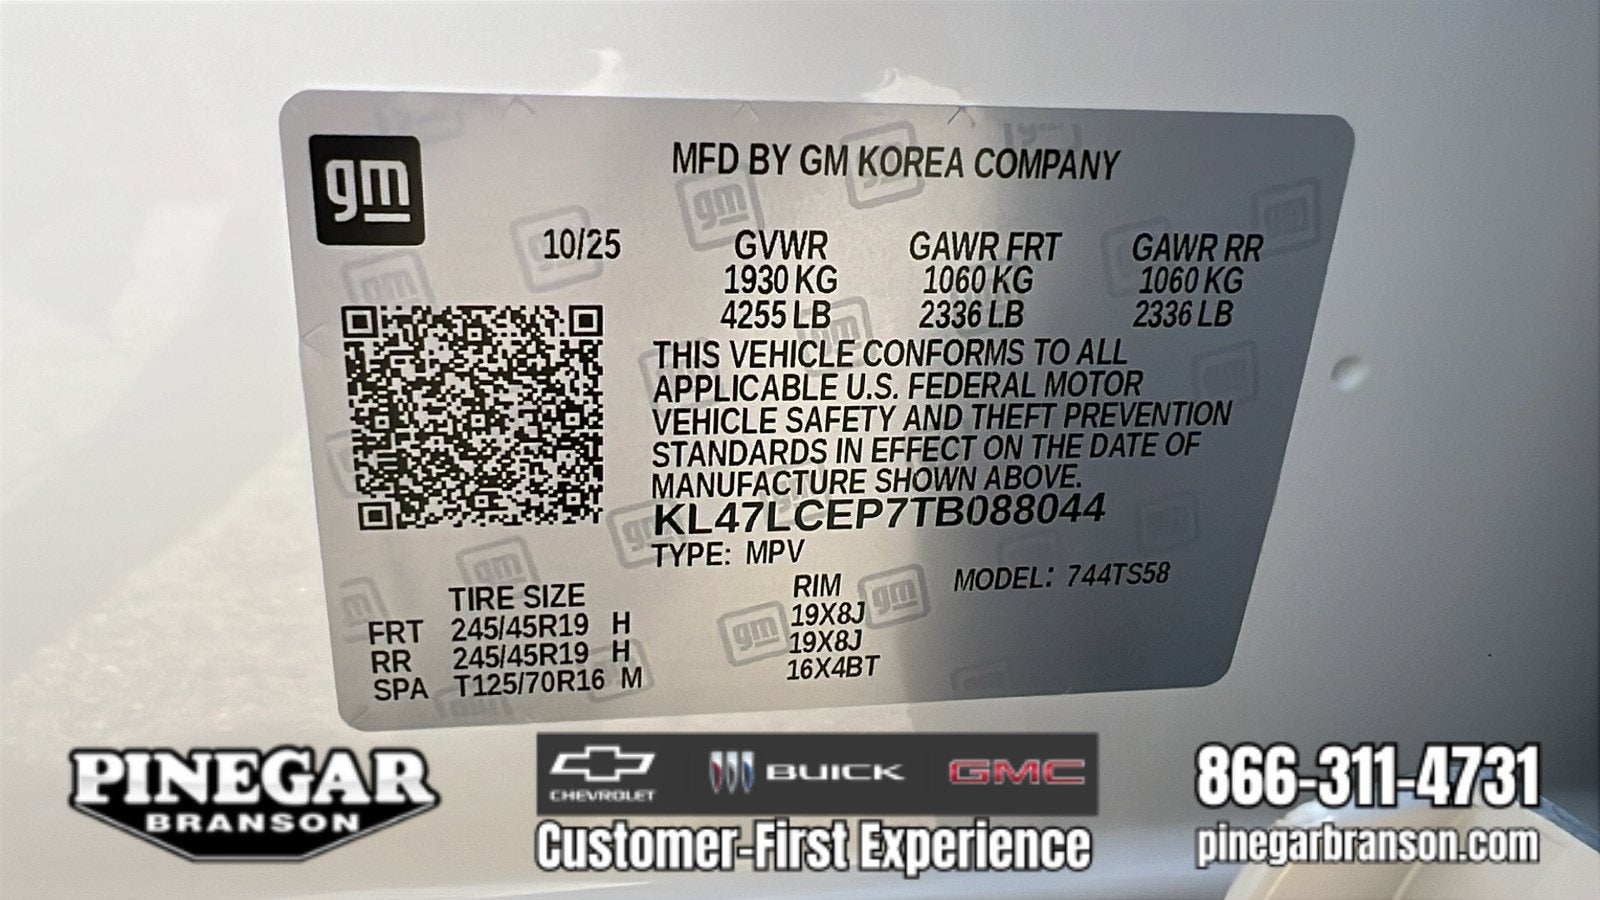 gm
MFD BY GM KOREA COMPANY
10/25 GVWR GAWR FRT GAWR RR
1930 KG 1060 KG 1060 KG
4255 LB 2336 LB 2336 LB
THIS VEHICLE CONFORMS TO ALL
APPLICABLE U.S. FEDERAL MOTOR
VEHICLE SAFETY AND THEFT PREVENTION
STANDARDS IN EFFECT ON THE DATE OF
MANUFACTURE SHOWN ABOVE.
KL47LCEP7TB088044
TYPE: MPV
MODEL: 744TS58
TIRE SIZE RIM
FRT 245/45R19 H 19X8J
RR 245/45R19 H 19X8J
SPA T125/70R16 M 16X4BT
PINEGAR
BRANSON
CHEVROLET
BUICK
GMC
Customer-First Experience
866-311-4731
pinegarbranson.com